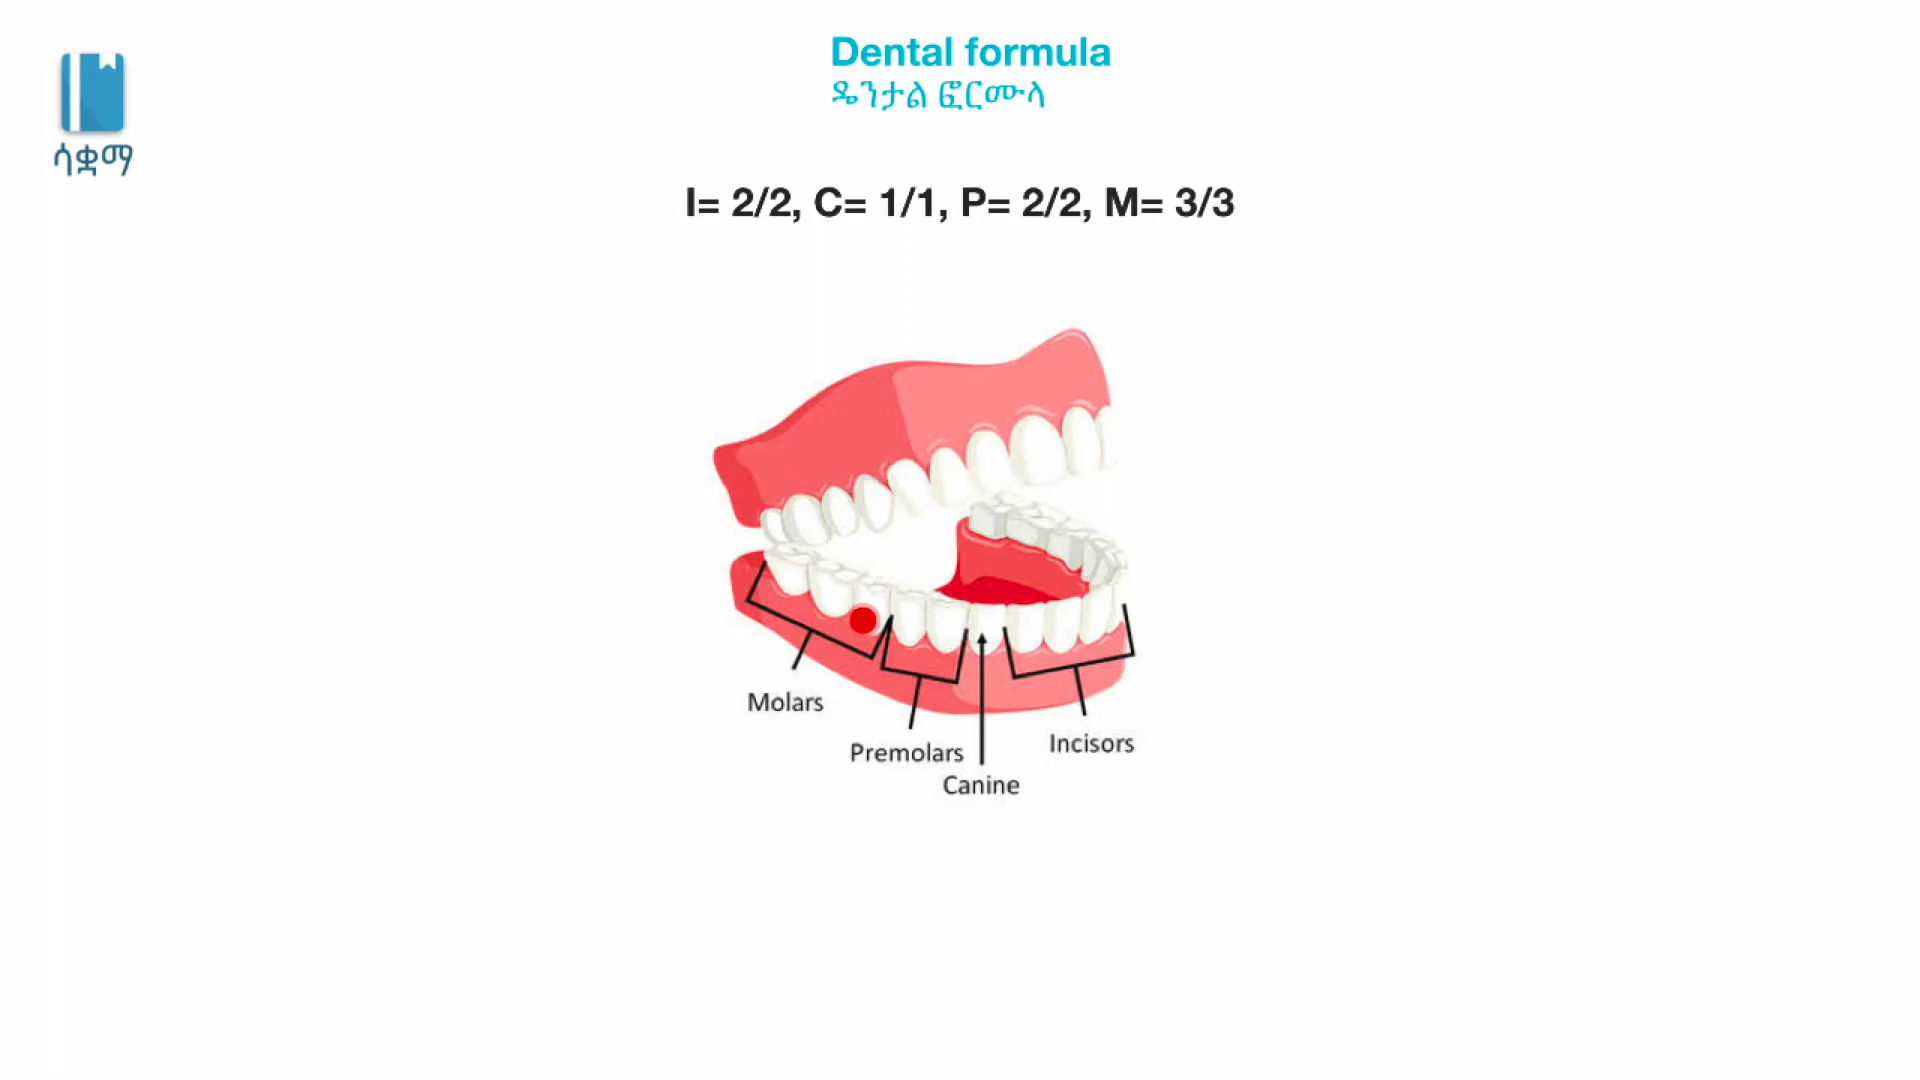 Dental formula
ዴንታል ፎርሙላ
ሳቋማ
I= 2/2, C= 1/1, P= 2/2, M= 3/3
Molars
Premolars
Incisors
Canine